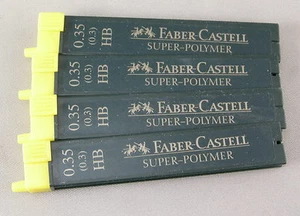 0.35
(0.3)
HB
FABER-CASTELL
SUPER-POLYMER
0.35
(0.3)
HB
FABER-CASTELL
SUPER-POLYMER
0.35
(0.3)
HB
FABER-CASTELL
SUPER-POLYMER
0.35
(0.3)
HB
FABER-CASTELL
SUPER-POLYMER